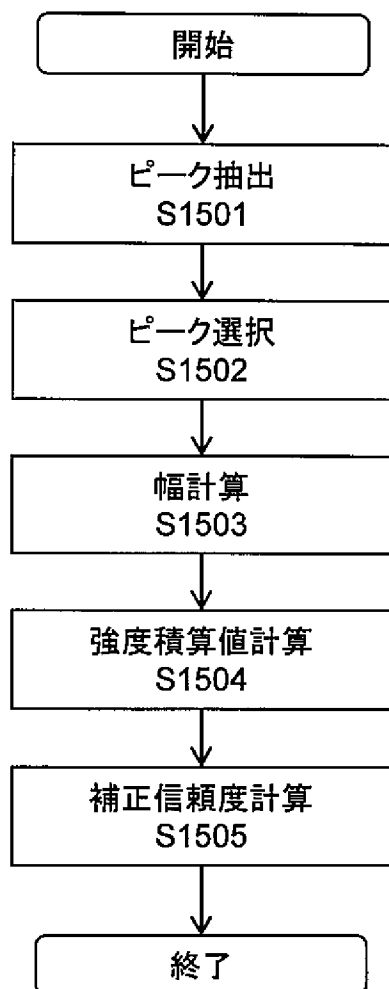 開始
ピーク抽出
S1501
ピーク選択
S1502
幅計算
S1503
強度積算値計算
S1504
補正信頼度計算
S1505
終了